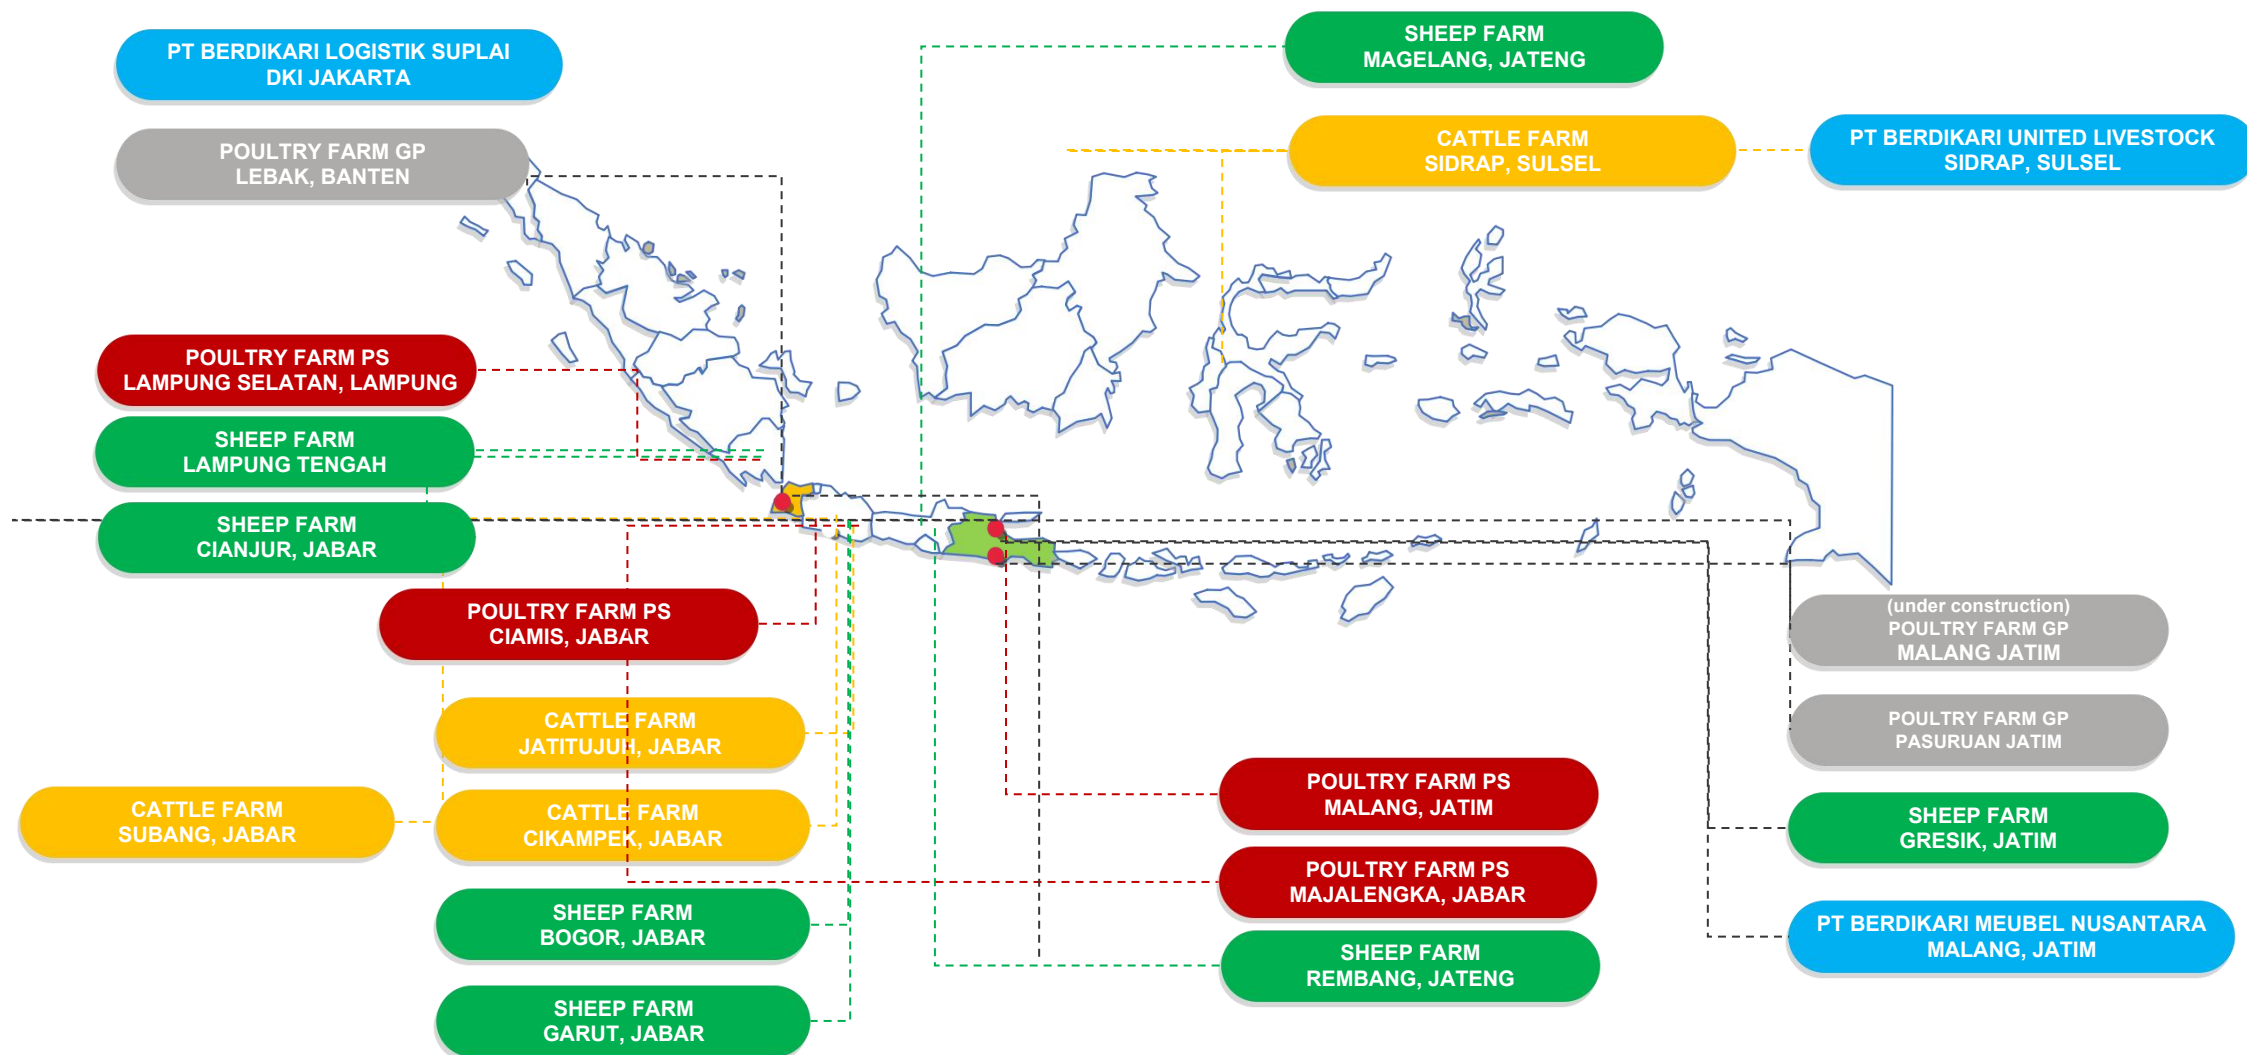 PT BERDIKARI LOGISTIK SUPLAI
DKI JAKARTA
SHEEP FARM
MAGELANG, JATENG
POULTRY FARM GP
LEBAK, BANTEN
CATTLE FARM
SIDRAP, SULSEL
PT BERDIKARI UNITED LIVESTOCK
SIDRAP, SULSEL
POULTRY FARM PS
LAMPUNG SELATAN, LAMPUNG
SHEEP FARM
LAMPUNG TENGAH
SHEEP FARM
CIANJUR, JABAR
POULTRY FARM PS
CIAMIS, JABAR
(under construction)
POULTRY FARM GP
MALANG JATIM
CATTLE FARM
JATITUJUH, JABAR
POULTRY FARM GP
PASURUAN JATIM
CATTLE FARM
SUBANG, JABAR
CATTLE FARM
CIKAMPEK, JABAR
POULTRY FARM PS
MALANG, JATIM
SHEEP FARM
GRESIK, JATIM
POULTRY FARM PS
MAJALENGKA, JABAR
SHEEP FARM
BOGOR, JABAR
PT BERDIKARI MEUBEL NUSANTARA
MALANG, JATIM
SHEEP FARM
REMBANG, JATENG
SHEEP FARM
GARUT, JABAR